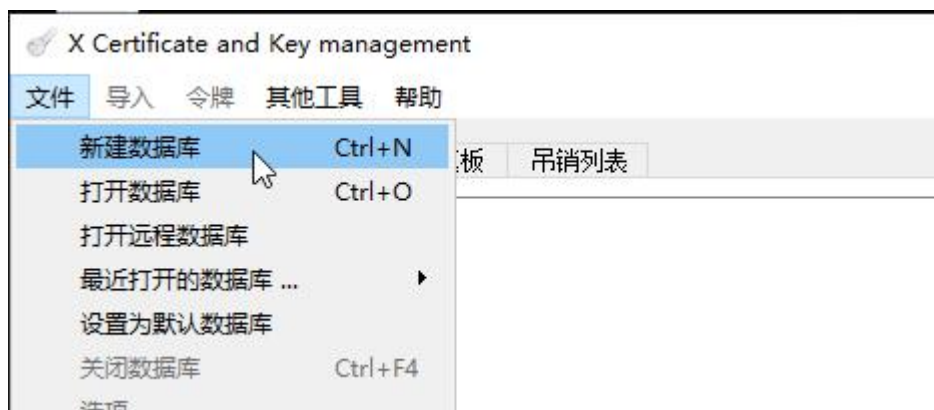 X Certificate and Key management
文件 导入 令牌 其他工具 帮助
新建数据库 Ctrl+N
板 吊销列表
打开数据库 Ctrl+O
打开远程数据库
最近打开的数据库 ...
设置为默认数据库
关闭数据库 Ctrl+F4
选项